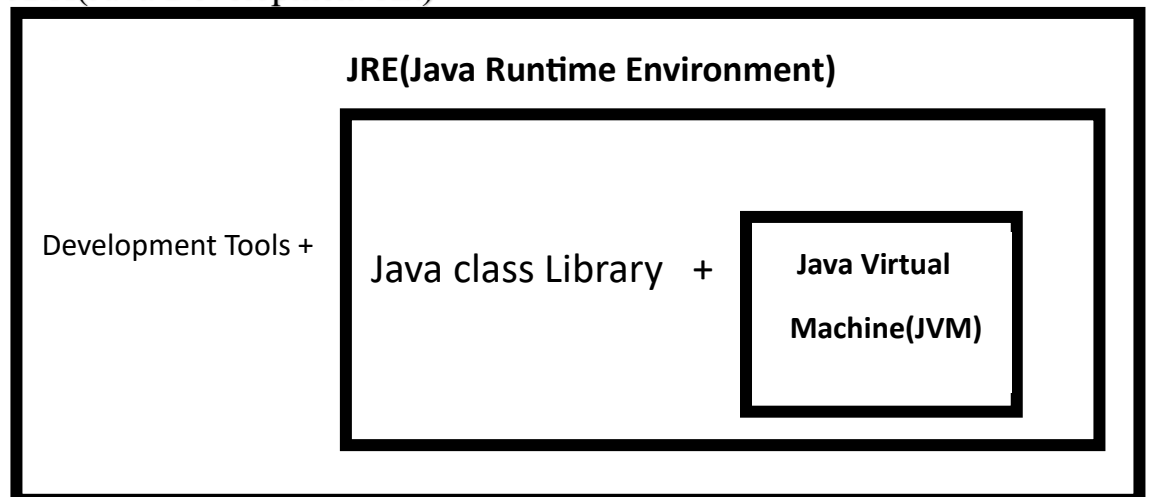 JRE(Java Runtime Environment)
Development Tools +
Java class Library +
Java Virtual
Machine(JVM)